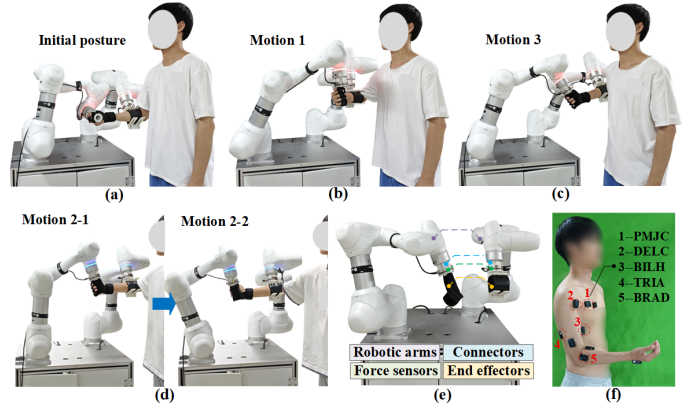 Initial posture
Motion 1
Motion 3
(a)
(b)
(c)
Motion 2-1
Motion 2-2
(d)
Robotic arms
Connectors
Force sensors
End effectors
(e)
1--PMJC
2--DELC
3--BILH
4--TRIA
5--BRAD
2
1
3
4
5
(f)